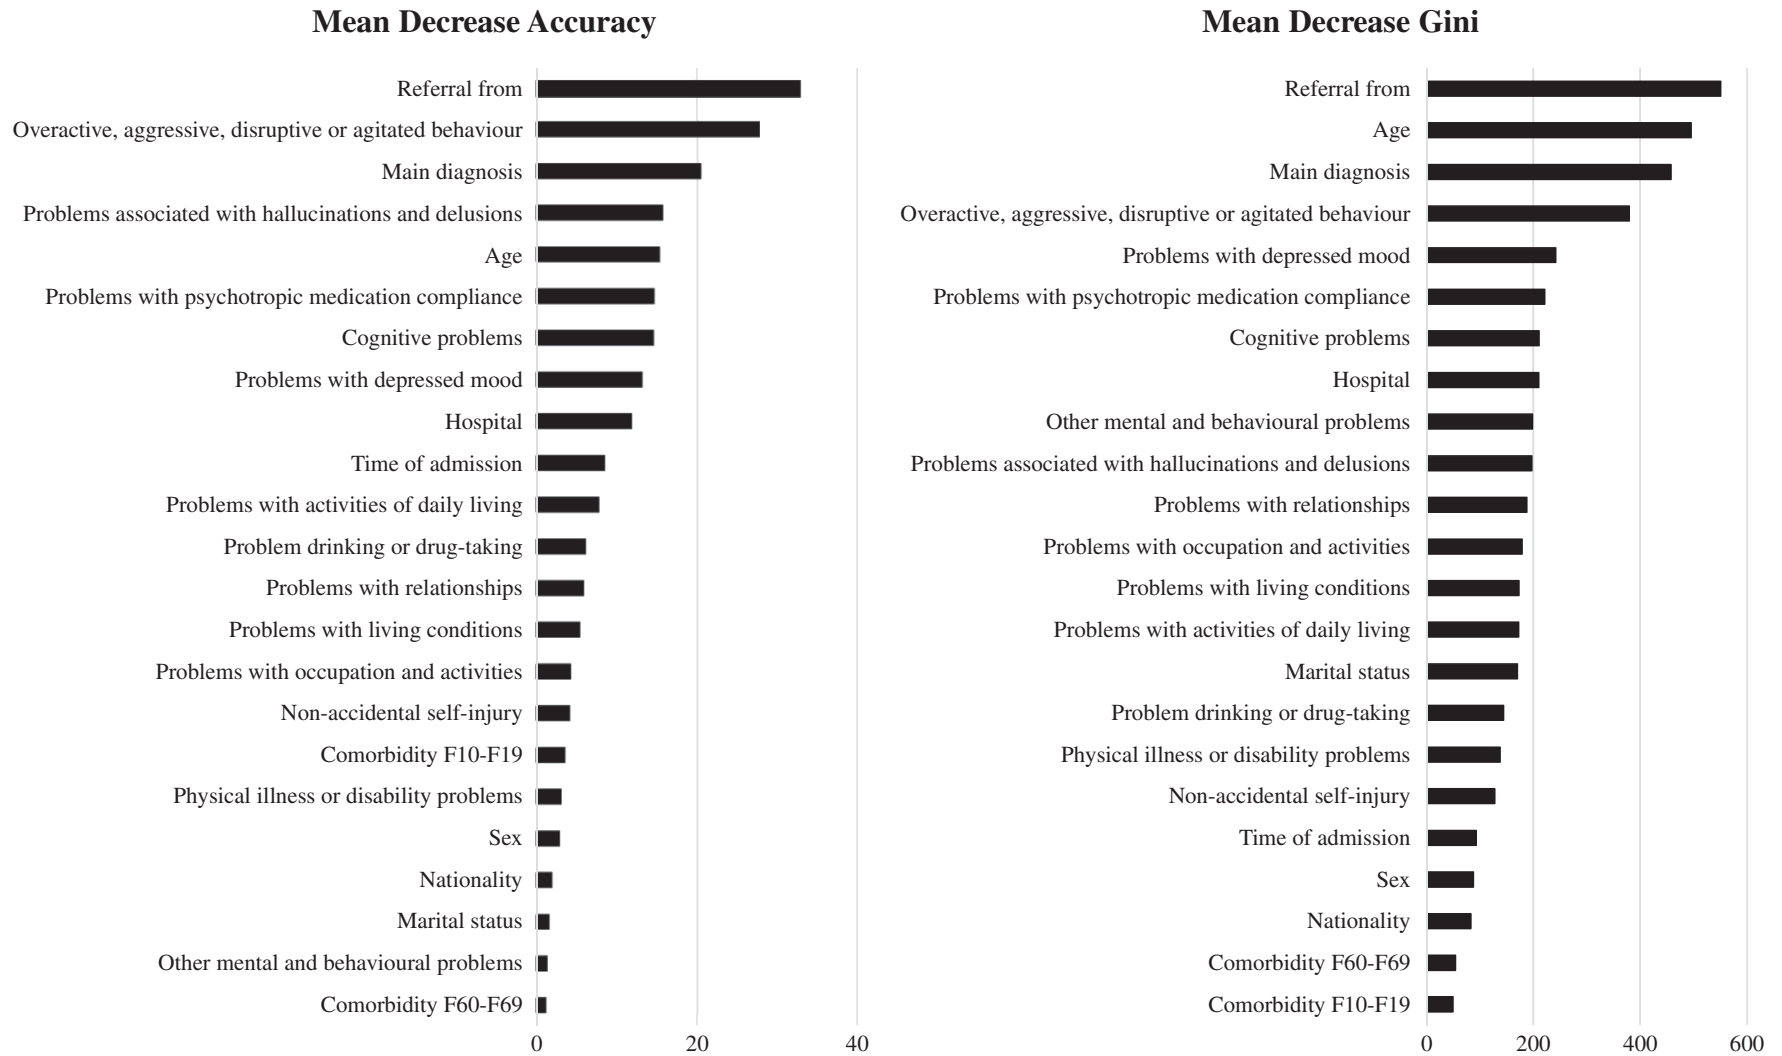 Mean Decrease Accuracy
Referral from
Overactive, aggressive, disruptive or agitated behaviour
Main diagnosis
Problems associated with hallucinations and delusions
Age
Problems with psychotropic medication compliance
Cognitive problems
Problems with depressed mood
Hospital
Time of admission
Problems with activities of daily living
Problem drinking or drug-taking
Problems with relationships
Problems with living conditions
Problems with occupation and activities
Non-accidental self-injury
Comorbidity F10-F19
Physical illness or disability problems
Sex
Nationality
Marital status
Other mental and behavioural problems
Comorbidity F60-F69
0 20 40
Mean Decrease Gini
Referral from
Age
Main diagnosis
Overactive, aggressive, disruptive or agitated behaviour
Problems with depressed mood
Problems with psychotropic medication compliance
Cognitive problems
Hospital
Other mental and behavioural problems
Problems associated with hallucinations and delusions
Problems with relationships
Problems with occupation and activities
Problems with living conditions
Problems with activities of daily living
Marital status
Problem drinking or drug-taking
Physical illness or disability problems
Non-accidental self-injury
Time of admission
Sex
Nationality
Comorbidity F60-F69
Comorbidity F10-F19
0 200 400 600